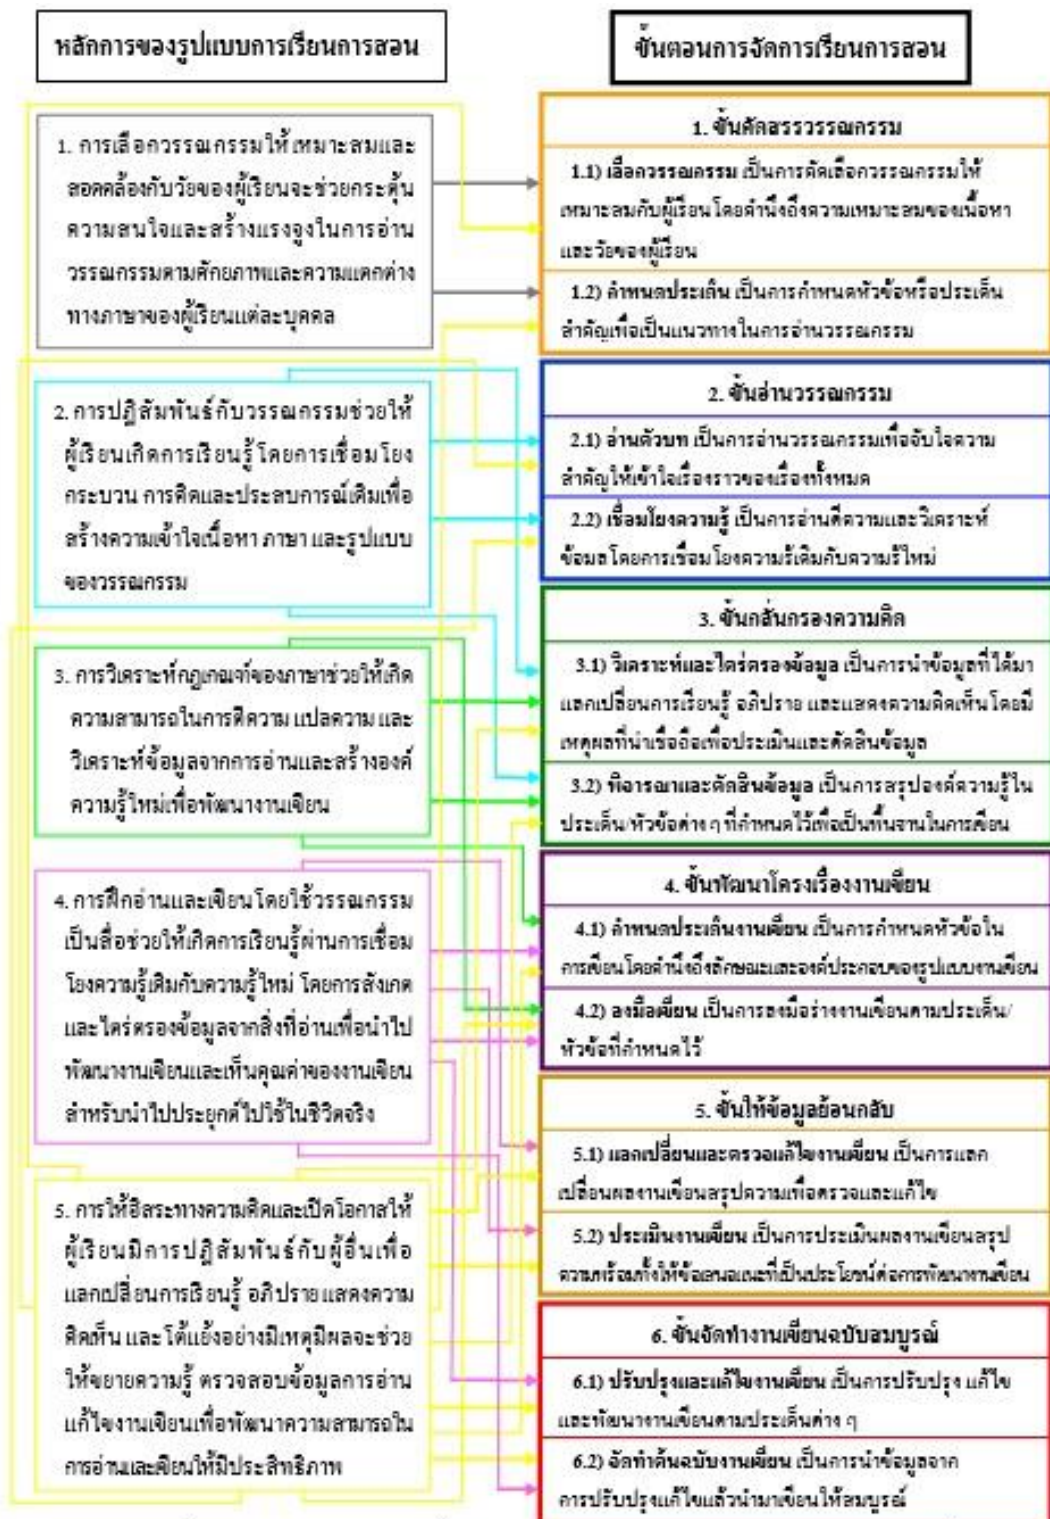 หลักการของรูปแบบการเรียนการสอน
1. การเลือกวรรณกรรมให้เหมาะสมและ
สอดคล้องกับวัยของผู้เรียนจะช่วยกระตุ้น
ความสนใจและสร้างแรงจูงในการอ่าน
วรรณกรรมตามศักยภาพและความแตกต่าง
ทางภาษาของผู้เรียนแต่ละบุคคล
2. การปฏิสัมพันธ์กับวรรณกรรมช่วยให้
ผู้เรียนเกิดการเรียนรู้ โดยการเชื่อมโยง
กระบวน การคิดและประสบการณ์เดิมเพื่อ
สร้างความเข้าใจเนื้อหา ภาษา และรูปแบบ
ของวรรณกรรม
3. การวิเคราะห์กฎเกณฑ์ของภาษาช่วยให้เกิด
ความสามารถในการตีความ แปลความ และ
วิเคราะห์ข้อมูลจากการอ่านและสร้างองค์
ความรู้ใหม่เพื่อพัฒนางานเขียน
4. การฝึกอ่านและเขียนโดยใช้วรรณกรรม
เป็นสื่อช่วยให้เกิดการเรียนรู้ผ่านการเชื่อม
โยงความรู้เดิมกับความรู้ใหม่ โดยการสังเกต
และไตร่ตรองข้อมูลจากสิ่งที่อ่านเพื่อนำไป
พัฒนางานเขียนและเห็นคุณค่าของงานเขียน
สำหรับนำไปประยุกต์ไปใช้ในชีวิตจริง
5. การให้อิสระทางความคิดและเปิดโอกาสให้
ผู้เรียนมีการปฏิสัมพันธ์กับผู้อื่นเพื่อ
แลกเปลี่ยนการเรียนรู้ อภิปรายแสดงความ
คิดเห็น และ โต้แย้งอย่างมีเหตุมีผลจะช่วย
ให้ขยายความรู้ ตรวจสอบข้อมูลการอ่าน
แก้ไขงานเขียนเพื่อพัฒนาความสามารถใน
การอ่านและเขียนให้มีประสิทธิภาพ
ขั้นตอนการจัดการเรียนการสอน
1. ขั้นคัดสรรวรรณกรรม
1.1) เลือกวรรณกรรม เป็นการคัดเลือกวรรณกรรมให้
เหมาะสมกับผู้เรียนโดยคำนึงถึงความเหมาะสมของเนื้อหา
และวัยของผู้เรียน
1.2) กำหนดประเด็น เป็นการกำหนดหัวข้อหรือประเด็น
สำคัญเพื่อเป็นแนวทางในการอ่านวรรณกรรม
2. ขั้นอ่านวรรณกรรม
2.1) อ่านตัวบท เป็นการอ่านวรรณกรรมเพื่อจับใจความ
สำคัญให้เข้าใจเรื่องราวของเรื่องทั้งหมด
2.2) เชื่อมโยงความรู้ เป็นการอ่านตีความและวิเคราะห์
ข้อมูลโดยการเชื่อมโยงความรู้เดิมกับความรู้ใหม่
3. ขั้นกลั่นกรองความคิด
3.1) วิเคราะห์และไตร่ตรองข้อมูล เป็นการนำข้อมูลที่ได้มา
แลกเปลี่ยนการเรียนรู้ อภิปราย และแสดงความคิดเห็นโดยมี
เหตุผลที่น่าเชื่อถือเพื่อประเมินและตัดสินข้อมูล
3.2) พิจารณาและตัดสินข้อมูล เป็นการสรุปองค์ความรู้ใน
ประเด็น/หัวข้อต่าง ๆ ที่กำหนดไว้เพื่อเป็นพื้นฐานในการเขียน
4. ขั้นพัฒนาโครงเรื่องงานเขียน
4.1) กำหนดประเด็นงานเขียน เป็นการกำหนดหัวข้อใน
การเขียนโดยคำนึงถึงลักษณะและองค์ประกอบของรูปแบบงานเขียน
4.2) ลงมือเขียน เป็นการลงมือร่างงานเขียนตามประเด็น/
หัวข้อที่กำหนดไว้
5. ขั้นให้ข้อมูลย้อนกลับ
5.1) แลกเปลี่ยนและตรวจแก้ไขงานเขียน เป็นการแลก
เปลี่ยนผลงานเขียนสรุปความเพื่อตรวจและแก้ไข
5.2) ประเมินงานเขียน เป็นการประเมินผลงานเขียนสรุป
ความพร้อมทั้งให้ข้อเสนอแนะที่เป็นประโยชน์ต่อการพัฒนางานเขียน
6. ขั้นจัดทำงานเขียนฉบับสมบูรณ์
6.1) ปรับปรุงและแก้ไขงานเขียน เป็นการปรับปรุง แก้ไข
และพัฒนางานเขียนตามประเด็นต่าง ๆ
6.2) จัดทำต้นฉบับงานเขียน เป็นการนำข้อมูลจาก
การปรับปรุงแก้ไขแล้วนำมาเขียนให้สมบูรณ์